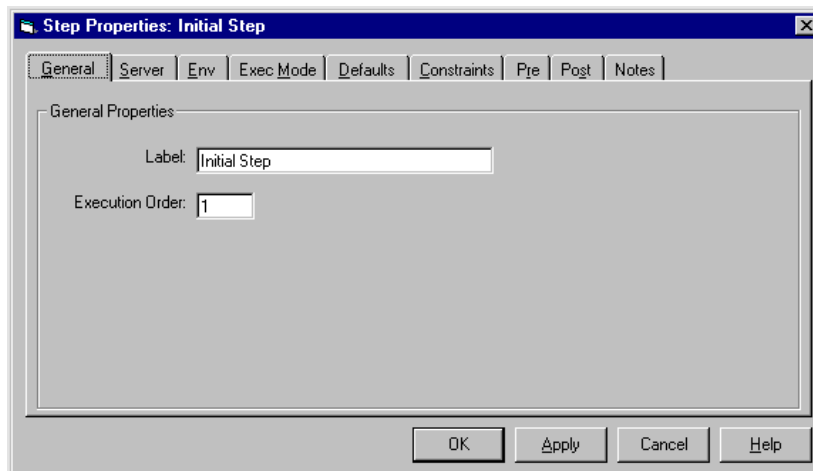 Step Properties: Initial Step
General Server Env Exec Mode Defaults Constraints Pre Post Notes
General Properties
Label: Initial Step
Execution Order: 1
OK Apply Cancel Help